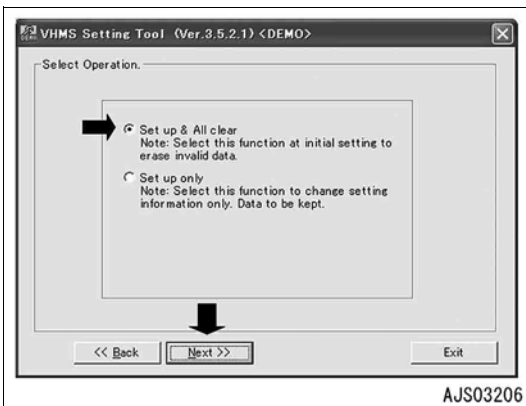 VHMS Setting Tool (Ver.3.5.2.1) <DEMO>
Select Operation.
Set up & All clear
Note: Select this function at initial setting to
erase invalid data.
Set up only
Note: Select this function to change setting
information only. Data to be kept.
<< Back
Next >>
Exit
AJS03206